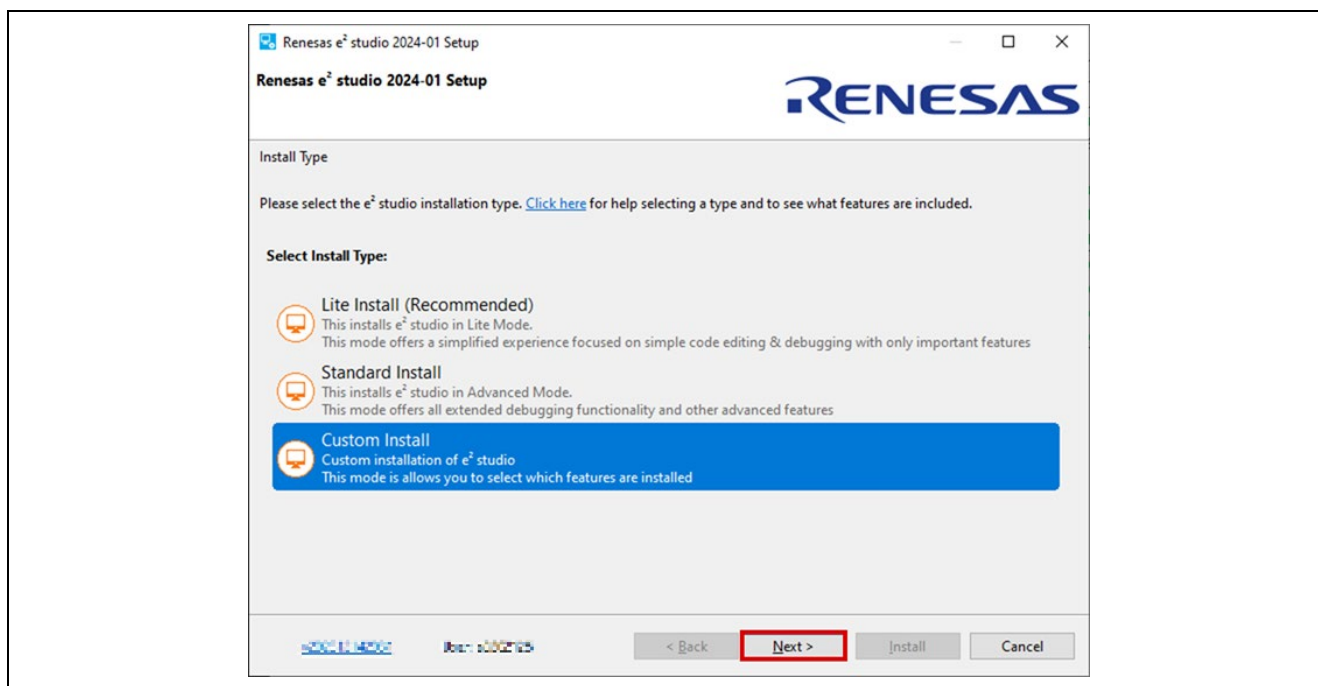 Renesas e² studio 2024-01 Setup
Renesas e² studio 2024-01 Setup
RENESAS
Install Type
Please select the e² studio installation type. Click here for help selecting a type and to see what features are included.
Select Install Type:
Lite Install (Recommended)
This installs e² studio in Lite Mode.
This mode offers a simplified experience focused on simple code editing & debugging with only important features
Standard Install
This installs e² studio in Advanced Mode.
This mode offers all extended debugging functionality and other advanced features
Custom Install
Custom installation of e² studio
This mode is allows you to select which features are installed
< Back Next > Install Cancel